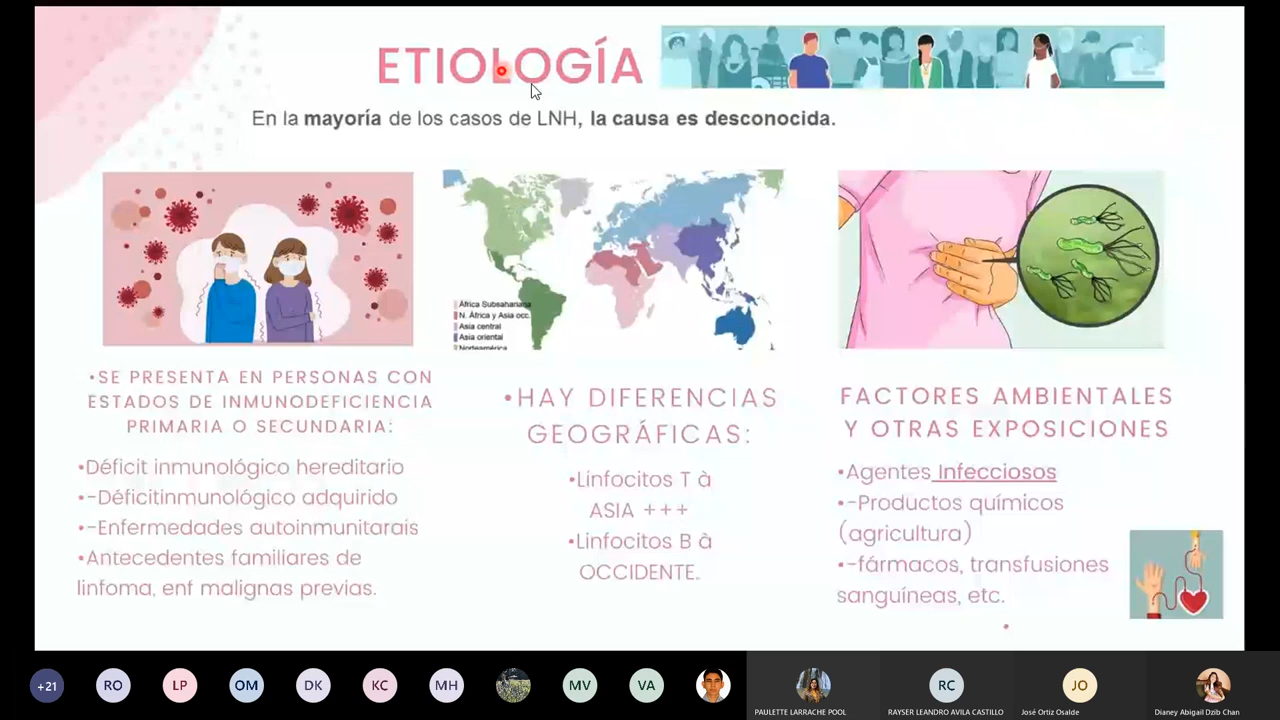 ETIOLOGÍA
En la mayoría de los casos de LNH, la causa es desconocida.
África Subsahariana
N. África y Asia occ.
Asia central
Asia oriental
Norteamérica
•SE PRESENTA EN PERSONAS CON
ESTADOS DE INMUNODEFICIENCIA
PRIMARIA O SECUNDARIA:
•Déficit inmunológico hereditario
•-Déficitinmunológico adquirido
•-Enfermedades autoinmunitarais
•Antecedentes familiares de
linfoma, enf malignas previas.
•HAY DIFERENCIAS
GEOGRÁFICAS:
•Linfocitos T à
ASIA +++
•Linfocitos B à
OCCIDENTE.
FACTORES AMBIENTALES
Y OTRAS EXPOSICIONES
•Agentes Infecciosos
•-Productos químicos
(agricultura)
•-fármacos, transfusiones
sanguíneas, etc.
•
+21
RO
LP
OM
DK
KC
MH
MV
VA
PAULETTE LARRACHE POOL
RC
RAYSER LEANDRO AVILA CASTILLO
JO
José Ortiz Osalde
Dianey Abigail Dzib Chan